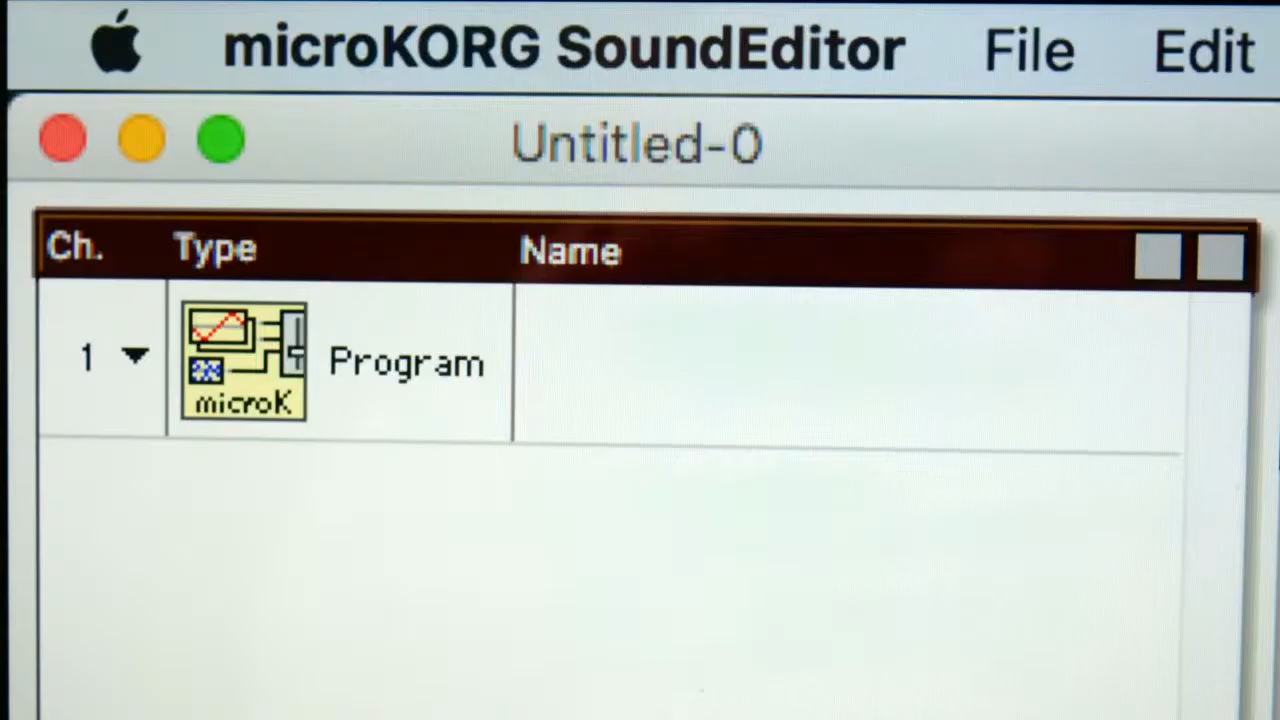 microKORG SoundEditor File Edit
Untitled-0
Ch. Type Name
1 Program
microK